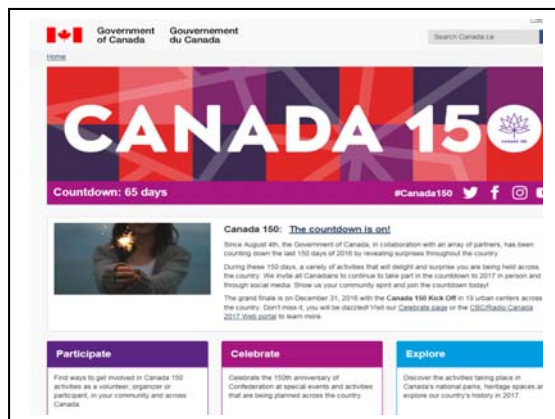 Government of Canada
Gouvernement du Canada
Search Canada.ca
Home
CANADA 150
CANADA 150
Countdown: 65 days
#Canada150
Canada 150: The countdown is on!
Since August 4th, the Government of Canada, in collaboration with an array of partners, has been
counting down the last 150 days of 2016 by revealing surprises throughout the country.
During these 150 days, a variety of activities that will delight and surprise you are being held across
the country. We invite all Canadians to continue to take part in the countdown to 2017 in person and
through social media. Show us your community spirit and join the countdown today!
The grand finale is on December 31, 2016 with the Canada 150 Kick Off in 19 urban centers across
the country. Don't miss it, you will be dazzled! Visit our Celebrate page or the CBC/Radio Canada
2017 Web portal to learn more.
Participate
Find ways to get involved in Canada 150
activities as a volunteer, organizer or
participant, in your community and across
Canada.
Celebrate
Celebrate the 150th anniversary of
Confederation at special events and activities
that are being planned across the country.
Explore
Discover the activities taking place in
Canada's national parks, heritage spaces and
explore our country's history in 2017.